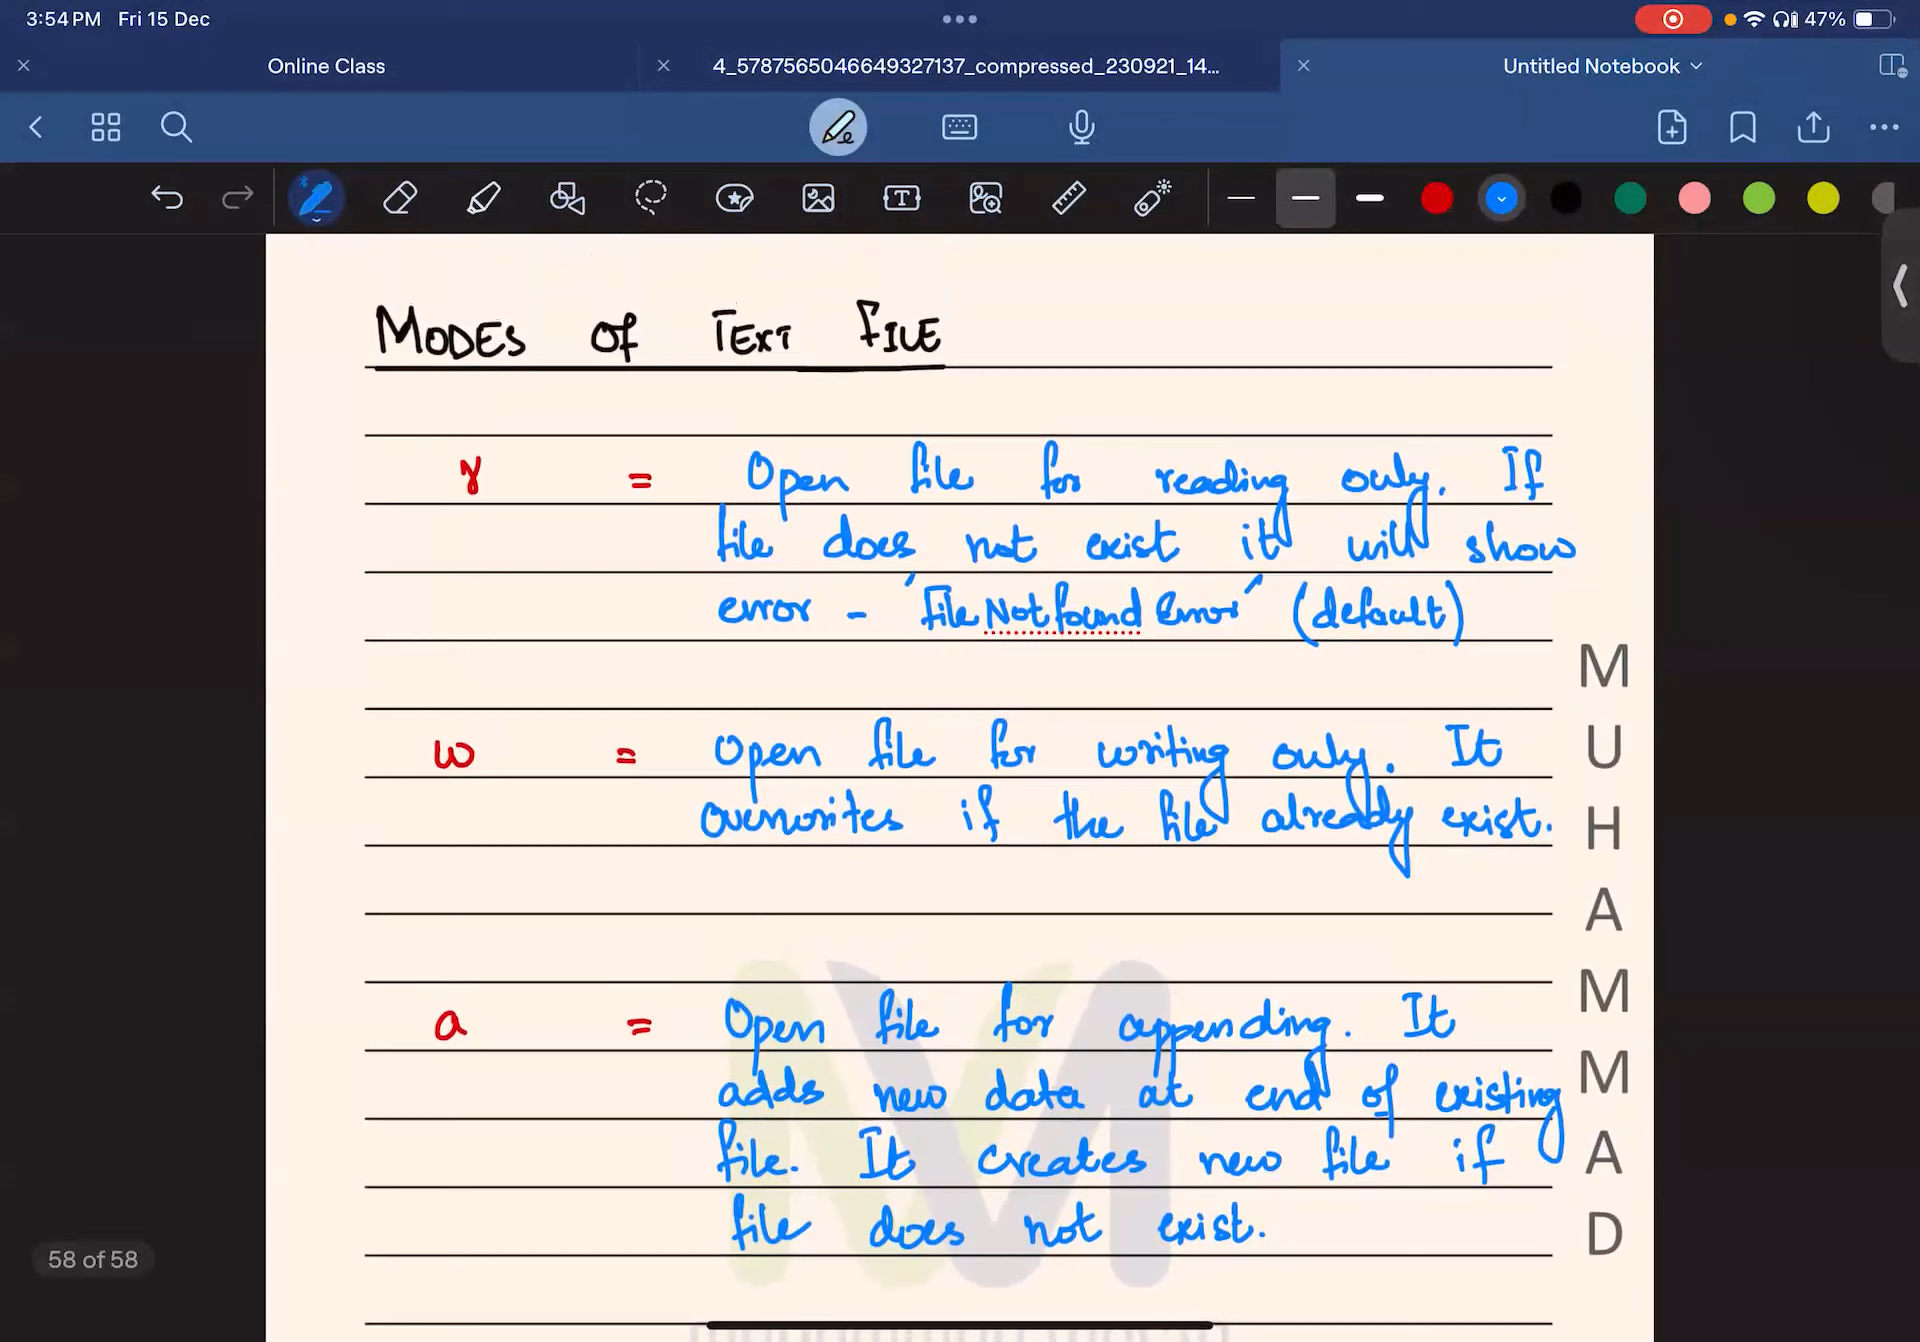 3:54 PM Fri 15 Dec
47%
Online Class
4_5787565046649327137_compressed_230921_14...
Untitled Notebook
MODES OF TEXT FILE
r = Open file for reading only. If
file does not exist it will show
error - 'FileNotfound Error' (default)
w = Open file for writing only. It
overwrites if the file already exist.
a = Open file for appending. It
adds new data at end of existing
file. It creates new file if
file does not exist.
MUHAMMAD
58 of 58